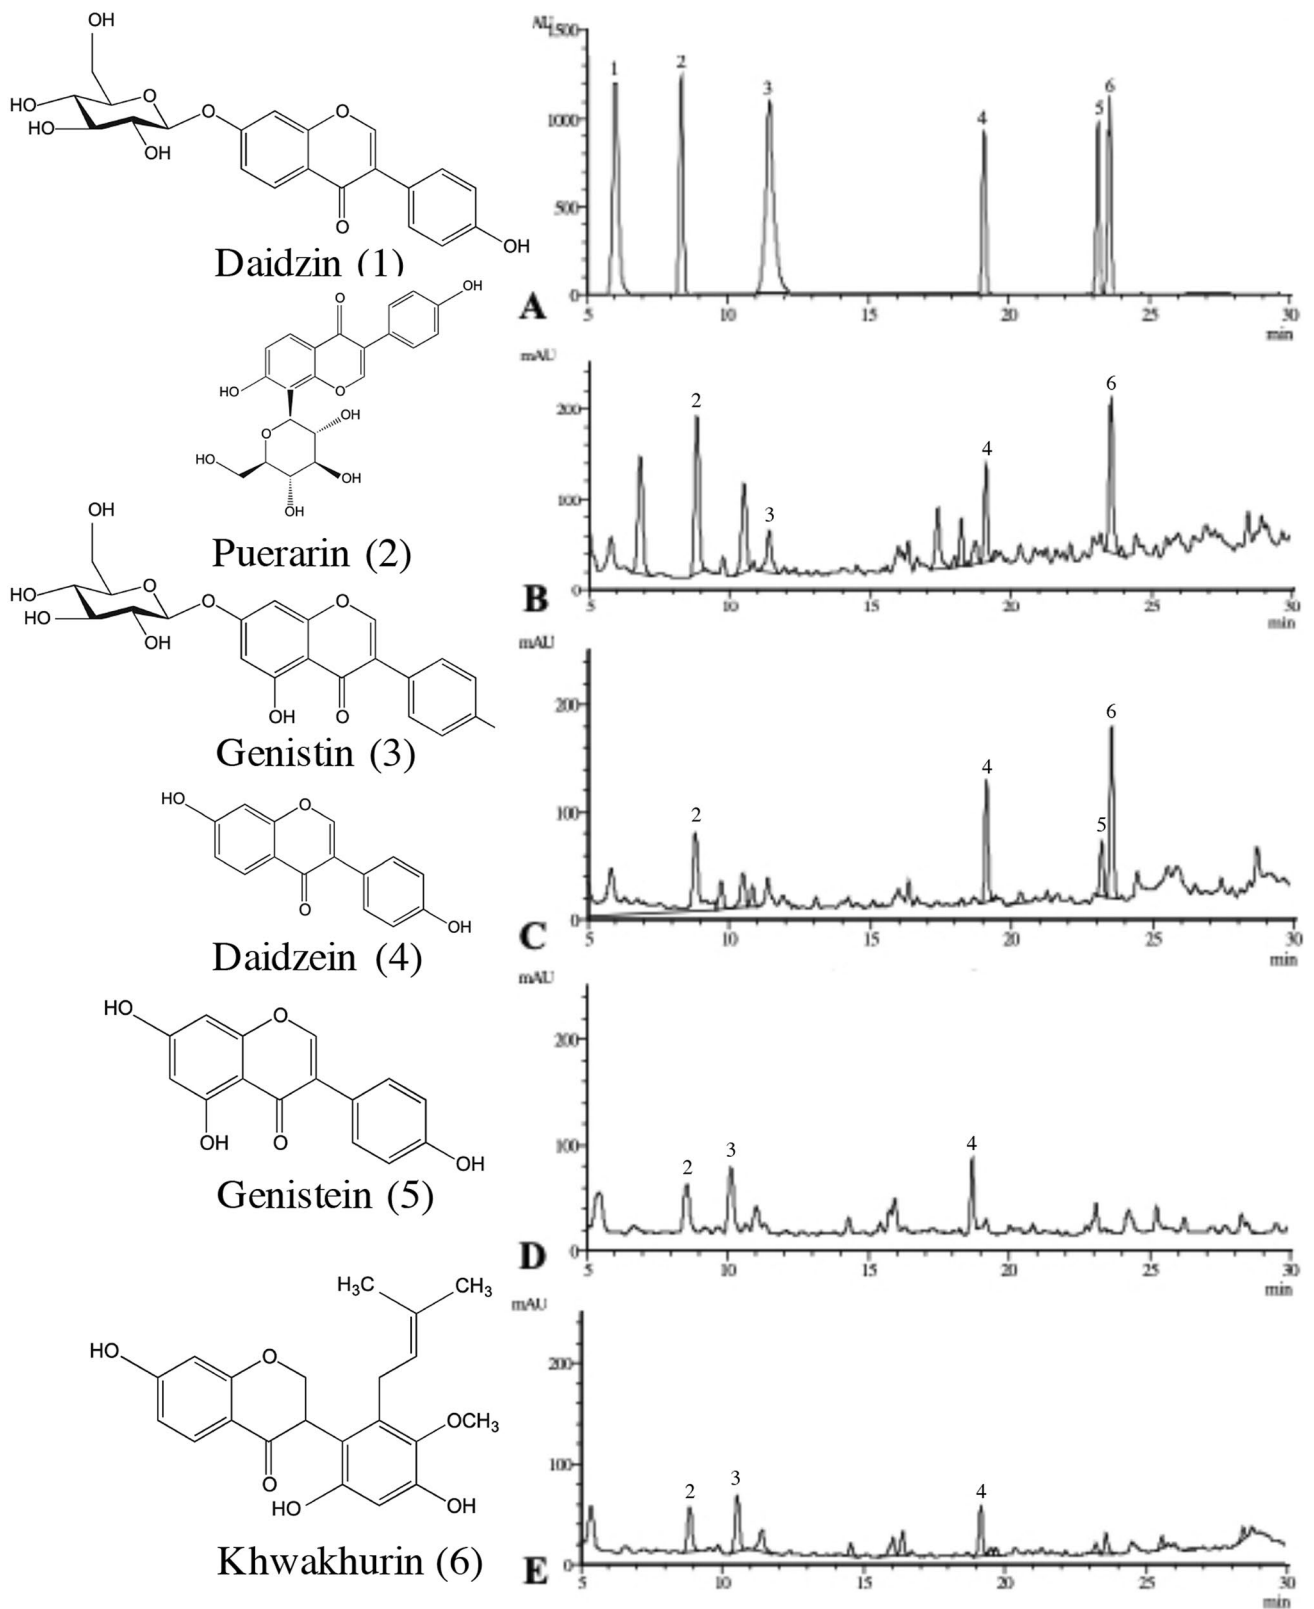 OH
O
O
O
HO
HO
OH
O
OH
Daidzin (1)
OH
O
HO
O
O
OH
HO
OH
OH
Puerarin (2)
OH
O
O
O
HO
HO
OH
OH
O
Genistin (3)
HO
O
O
OH
Daidzein (4)
HO
O
OH
O
OH
Genistein (5)
H3C
CH3
HO
O
OCH3
O
HO
OH
Khwakhurin (6)
AU
1500
1000
500
0
1
2
3
4
5
6
A
5
10
15
20
25
30
min
mAU
200
100
0
2
3
4
6
B
5
10
15
20
25
30
min
mAU
200
100
0
2
4
5
6
C
5
10
15
20
25
30
min
mAU
200
100
0
2
3
4
D
5
10
15
20
25
30
min
mAU
200
100
0
2
3
4
E
5
10
15
20
25
30
min